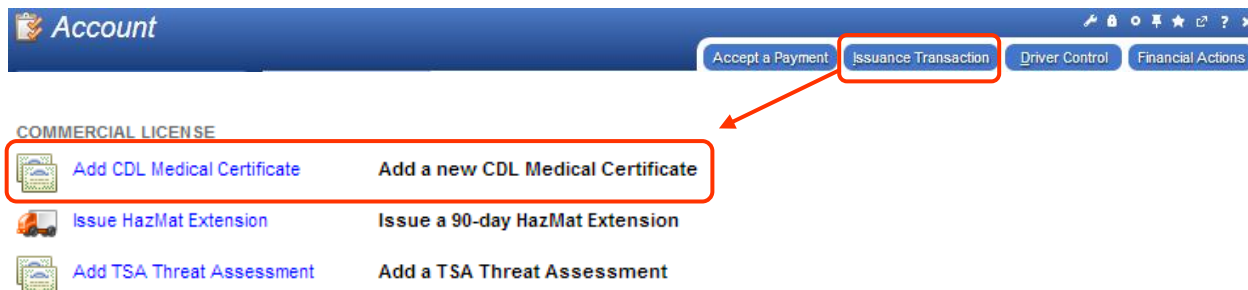 Account
?
Accept a Payment Issuance Transaction Driver Control Financial Actions
COMMERCIAL LICENSE
Add CDL Medical Certificate Add a new CDL Medical Certificate
Issue HazMat Extension Issue a 90-day HazMat Extension
Add TSA Threat Assessment Add a TSA Threat Assessment